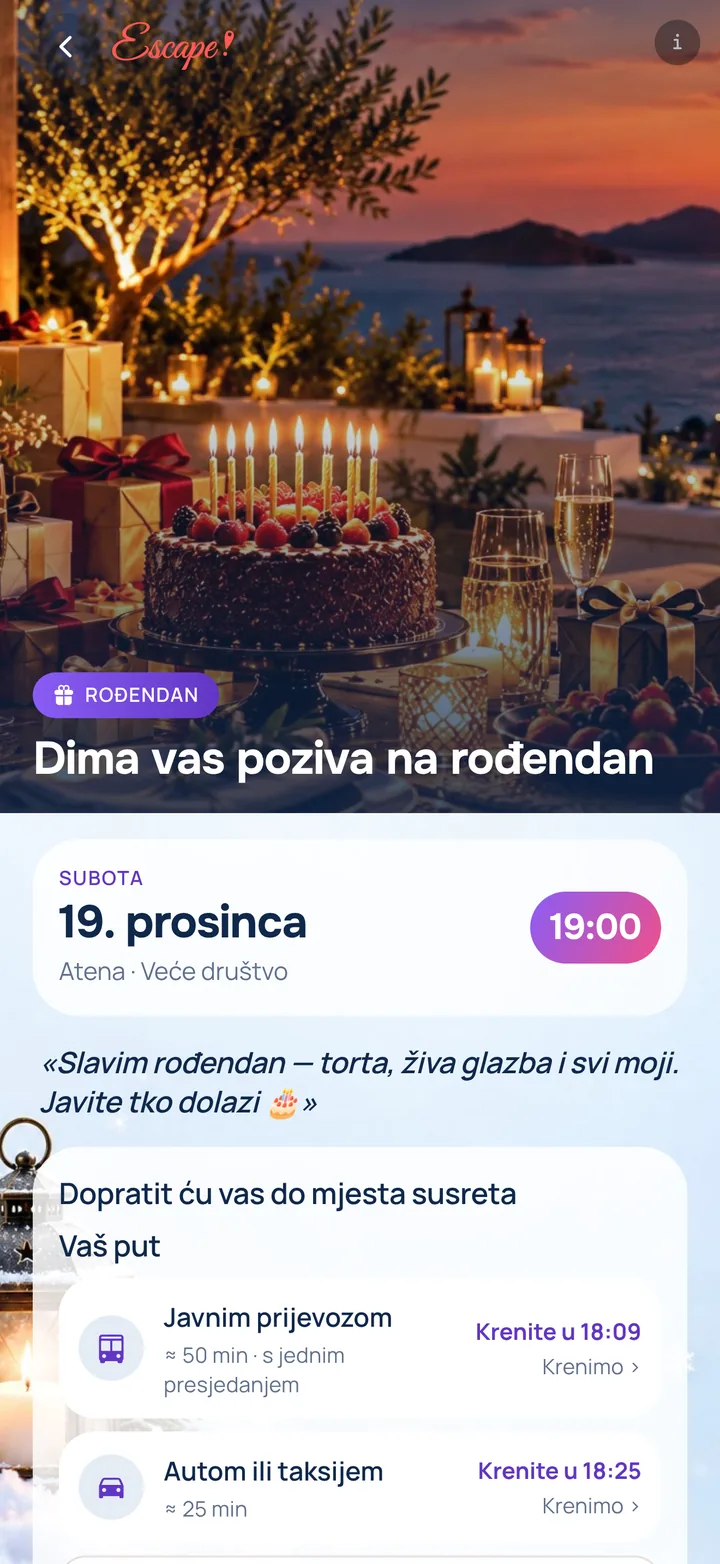 Escape!
i
ROĐENDAN
Dima vas poziva na rođendan
SUBOTA
19. prosinca
19:00
Atena · Veće društvo
«Slavim rođendan — torta, živa glazba i svi moji.
Javite tko dolazi 🎂»
Dopratit ću vas do mjesta susreta
Vaš put
Javnim prijevozom
≈ 50 min · s jednim
presjedanjem
Krenite u 18:09
Krenimo ›
Autom ili taksijem
≈ 25 min
Krenite u 18:25
Krenimo ›